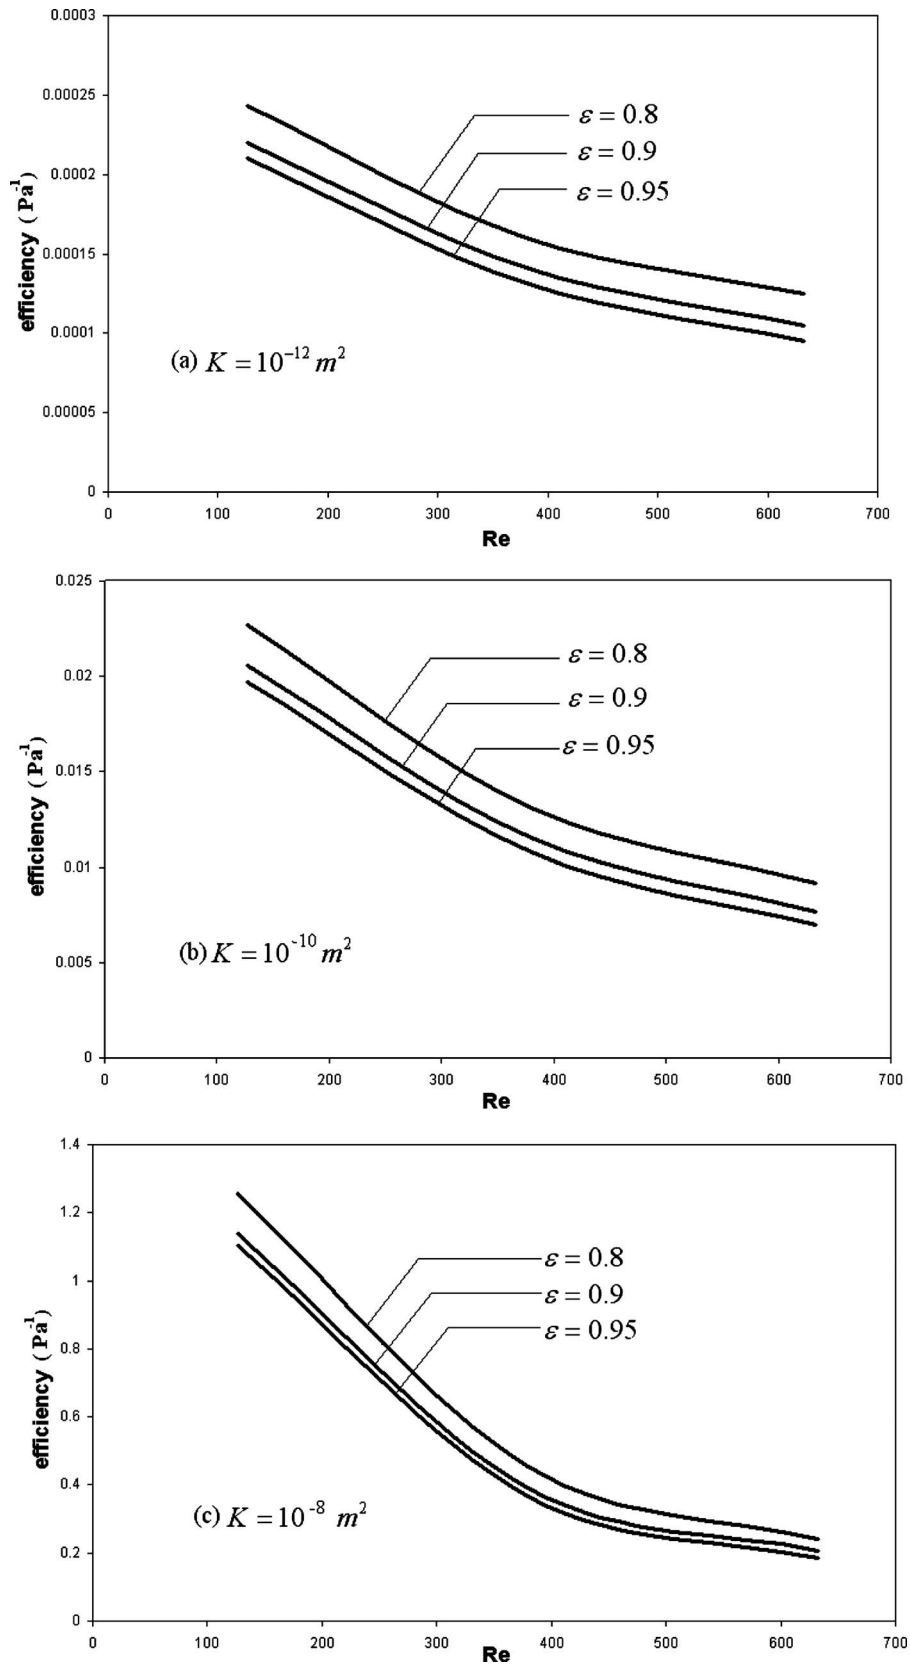 0.0003
0.00025
0.0002
0.00015
0.0001
0.00005
0
efficiency ( Pa⁻¹)
ε = 0.8
ε = 0.9
ε = 0.95
(a) K = 10⁻¹² m²
0 100 200 300 400 500 600 700
Re
0.025
0.02
0.015
0.01
0.005
0
efficiency ( Pa⁻¹)
ε = 0.8
ε = 0.9
ε = 0.95
(b) K = 10⁻¹⁰ m²
0 100 200 300 400 500 600 700
Re
1.4
1.2
1
0.8
0.6
0.4
0.2
0
efficiency ( Pa⁻¹)
ε = 0.8
ε = 0.9
ε = 0.95
(c) K = 10⁻⁸ m²
0 100 200 300 400 500 600 700
Re